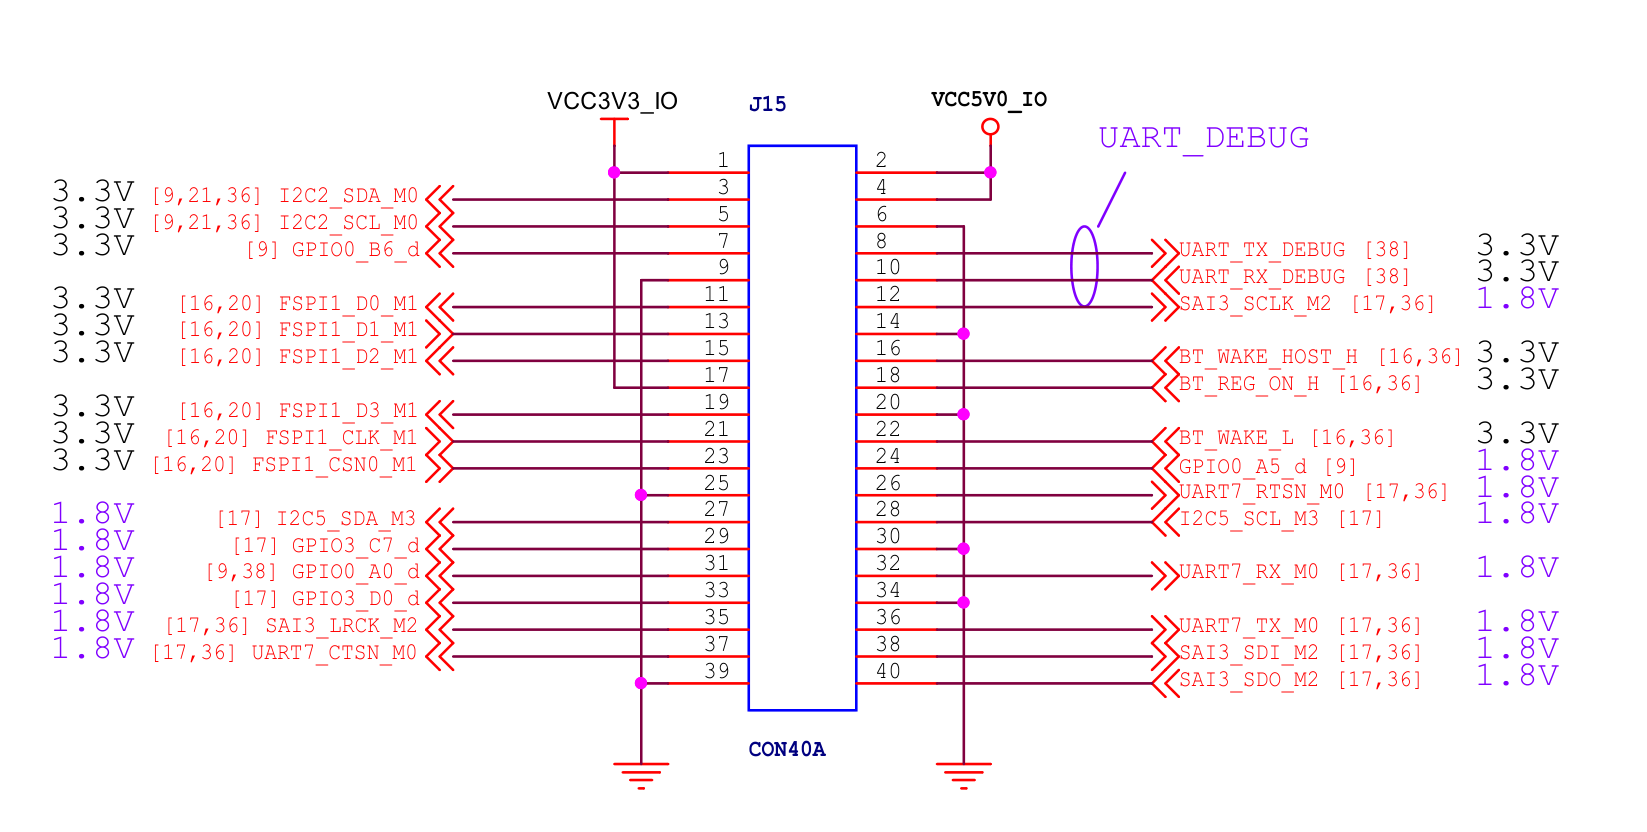 VCC3V3_IO J15 VCC5V0_IO
UART_DEBUG
1 2
3.3V [9,21,36] I2C2_SDA_M0 3 4
3.3V [9,21,36] I2C2_SCL_M0 5 6
3.3V [9] GPIO0_B6_d 7 8 UART_TX_DEBUG [38] 3.3V
9 10 UART_RX_DEBUG [38] 3.3V
3.3V [16,20] FSPI1_D0_M1 11 12 SAI3_SCLK_M2 [17,36] 1.8V
3.3V [16,20] FSPI1_D1_M1 13 14
3.3V [16,20] FSPI1_D2_M1 15 16 BT_WAKE_HOST_H [16,36] 3.3V
17 18 BT_REG_ON_H [16,36] 3.3V
3.3V [16,20] FSPI1_D3_M1 19 20
3.3V [16,20] FSPI1_CLK_M1 21 22 BT_WAKE_L [16,36] 3.3V
3.3V [16,20] FSPI1_CSN0_M1 23 24 GPIO0_A5_d [9] 1.8V
25 26 UART7_RTSN_M0 [17,36] 1.8V
1.8V [17] I2C5_SDA_M3 27 28 I2C5_SCL_M3 [17] 1.8V
1.8V [17] GPIO3_C7_d 29 30
1.8V [9,38] GPIO0_A0_d 31 32 UART7_RX_M0 [17,36] 1.8V
1.8V [17] GPIO3_D0_d 33 34
1.8V [17,36] SAI3_LRCK_M2 35 36 UART7_TX_M0 [17,36] 1.8V
1.8V [17,36] UART7_CTSN_M0 37 38 SAI3_SDI_M2 [17,36] 1.8V
39 40 SAI3_SDO_M2 [17,36] 1.8V
CON40A